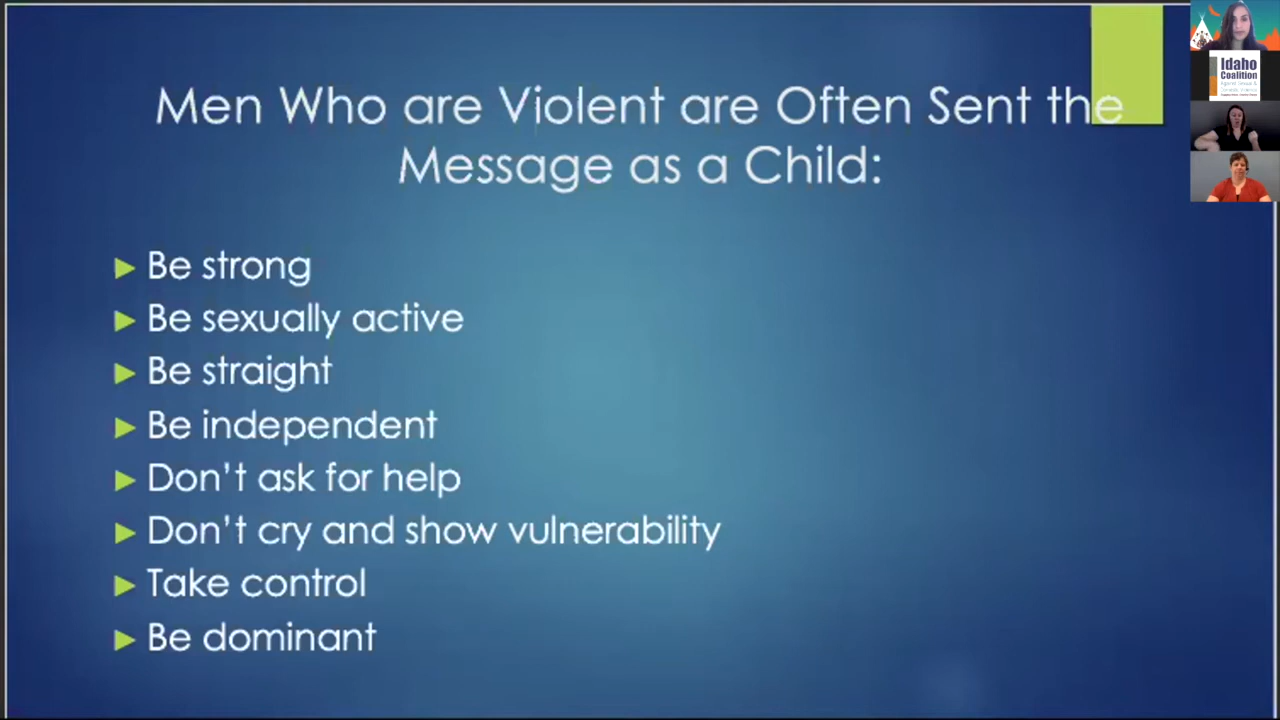 Men Who are Violent are Often Sent the
Message as a Child:
Be strong
Be sexually active
Be straight
Be independent
Don't ask for help
Don't cry and show vulnerability
Take control
Be dominant
Idaho
Coalition